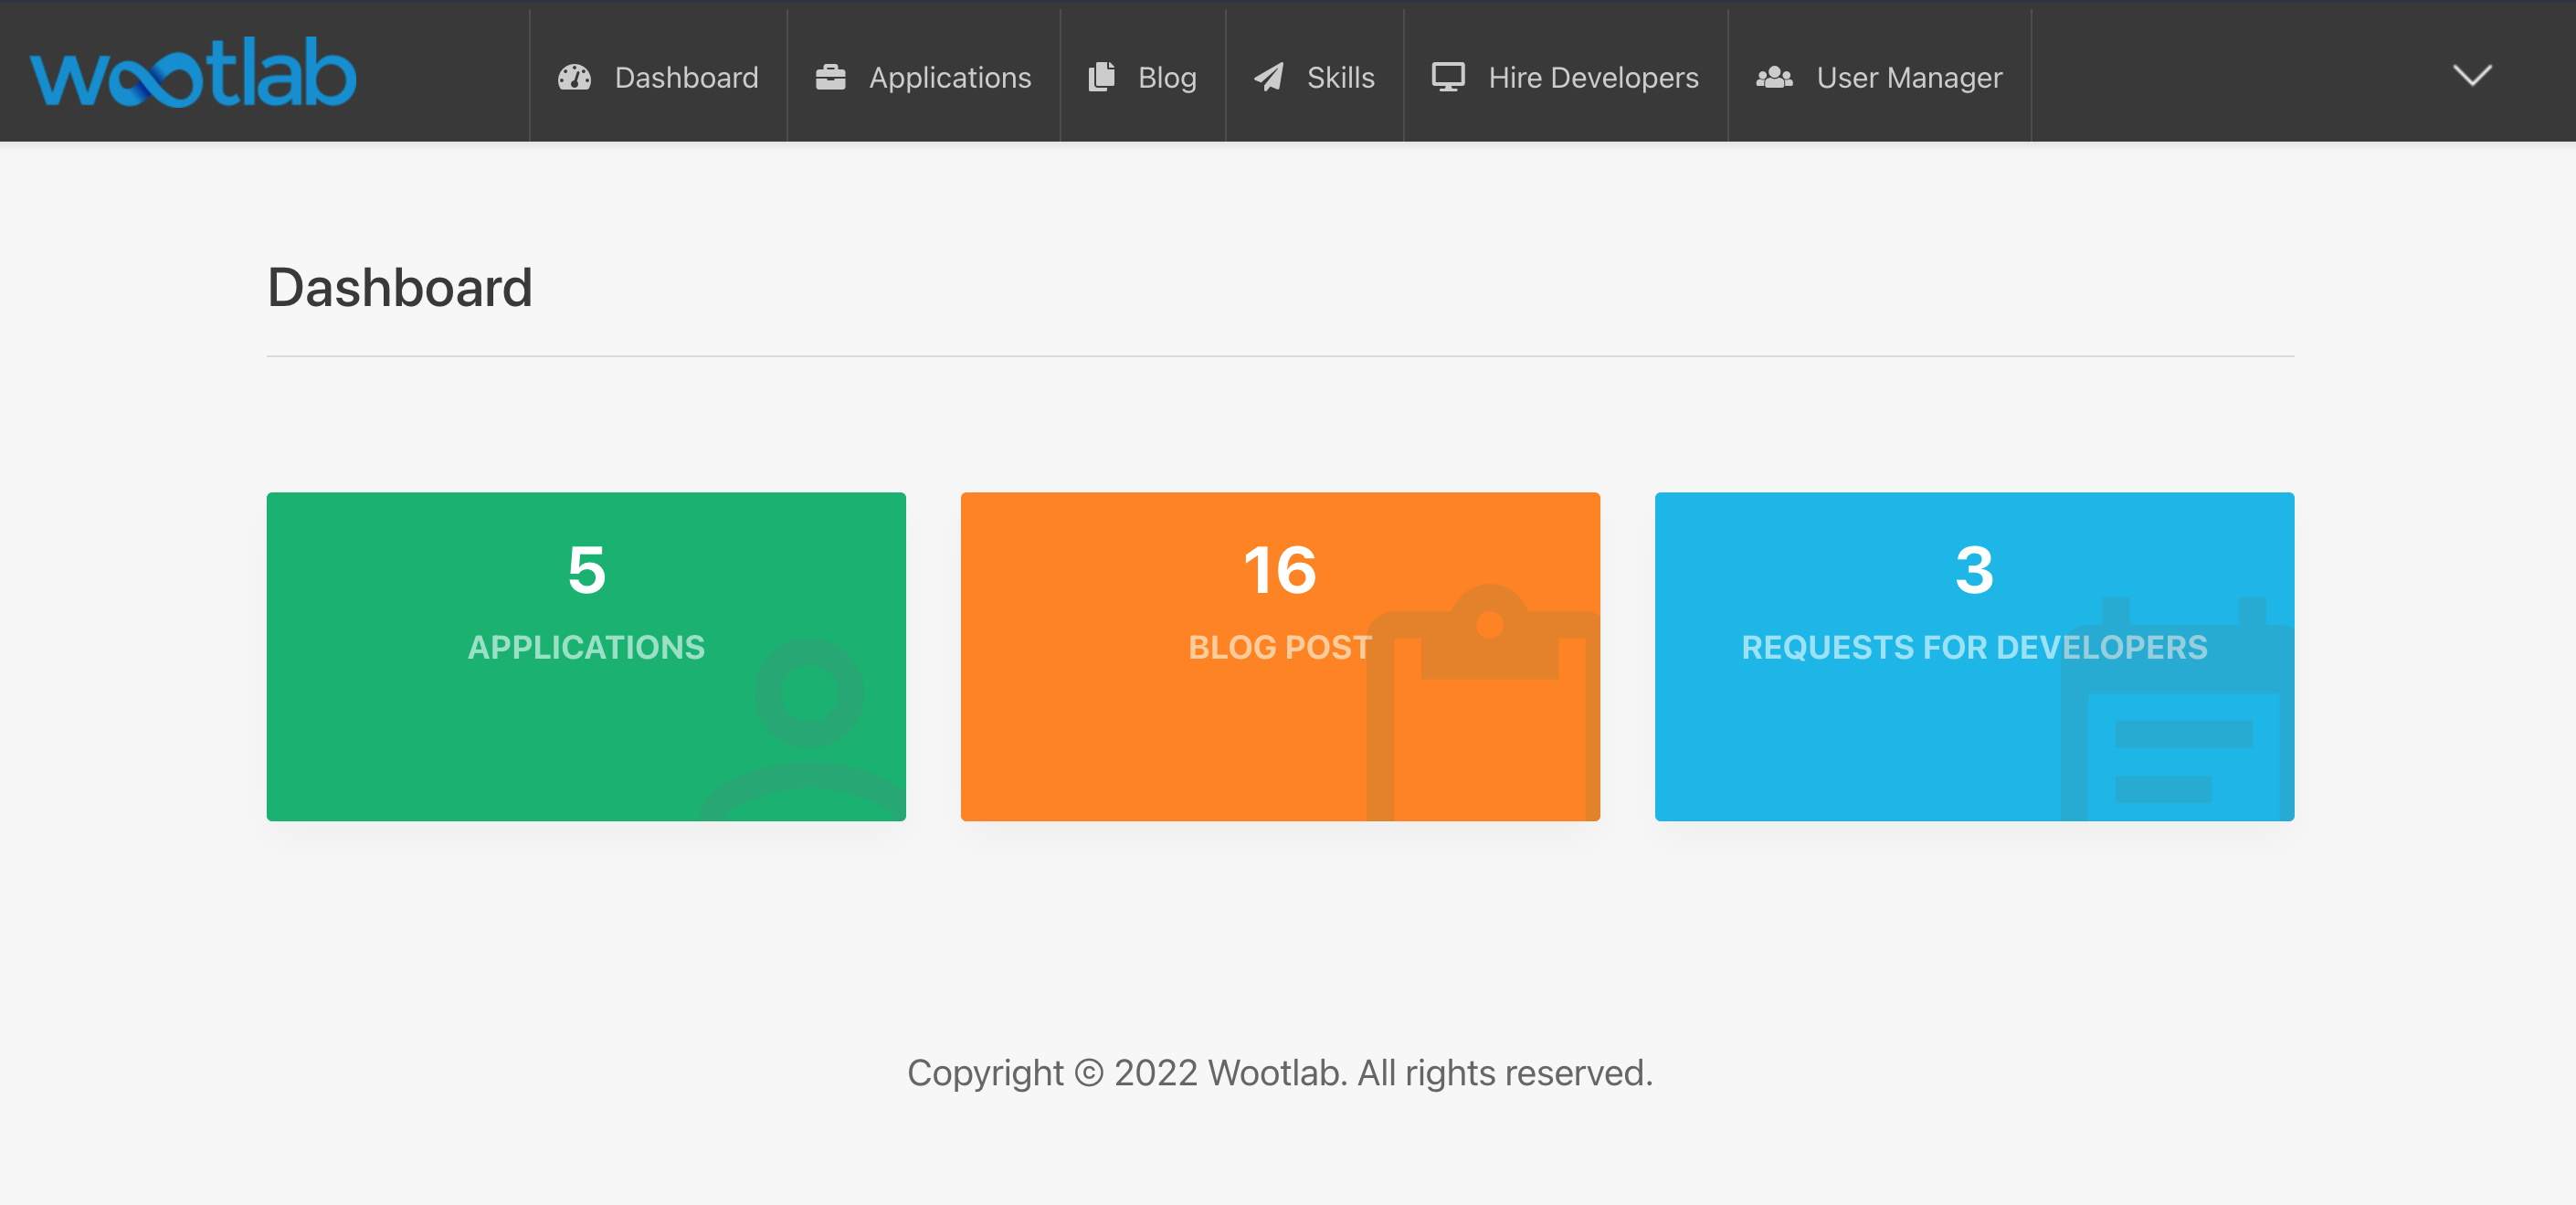 wootlab
Dashboard
Applications
Blog
Skills
Hire Developers
User Manager
Dashboard
5
APPLICATIONS
16
BLOG POST
3
REQUESTS FOR DEVELOPERS
Copyright © 2022 Wootlab. All rights reserved.